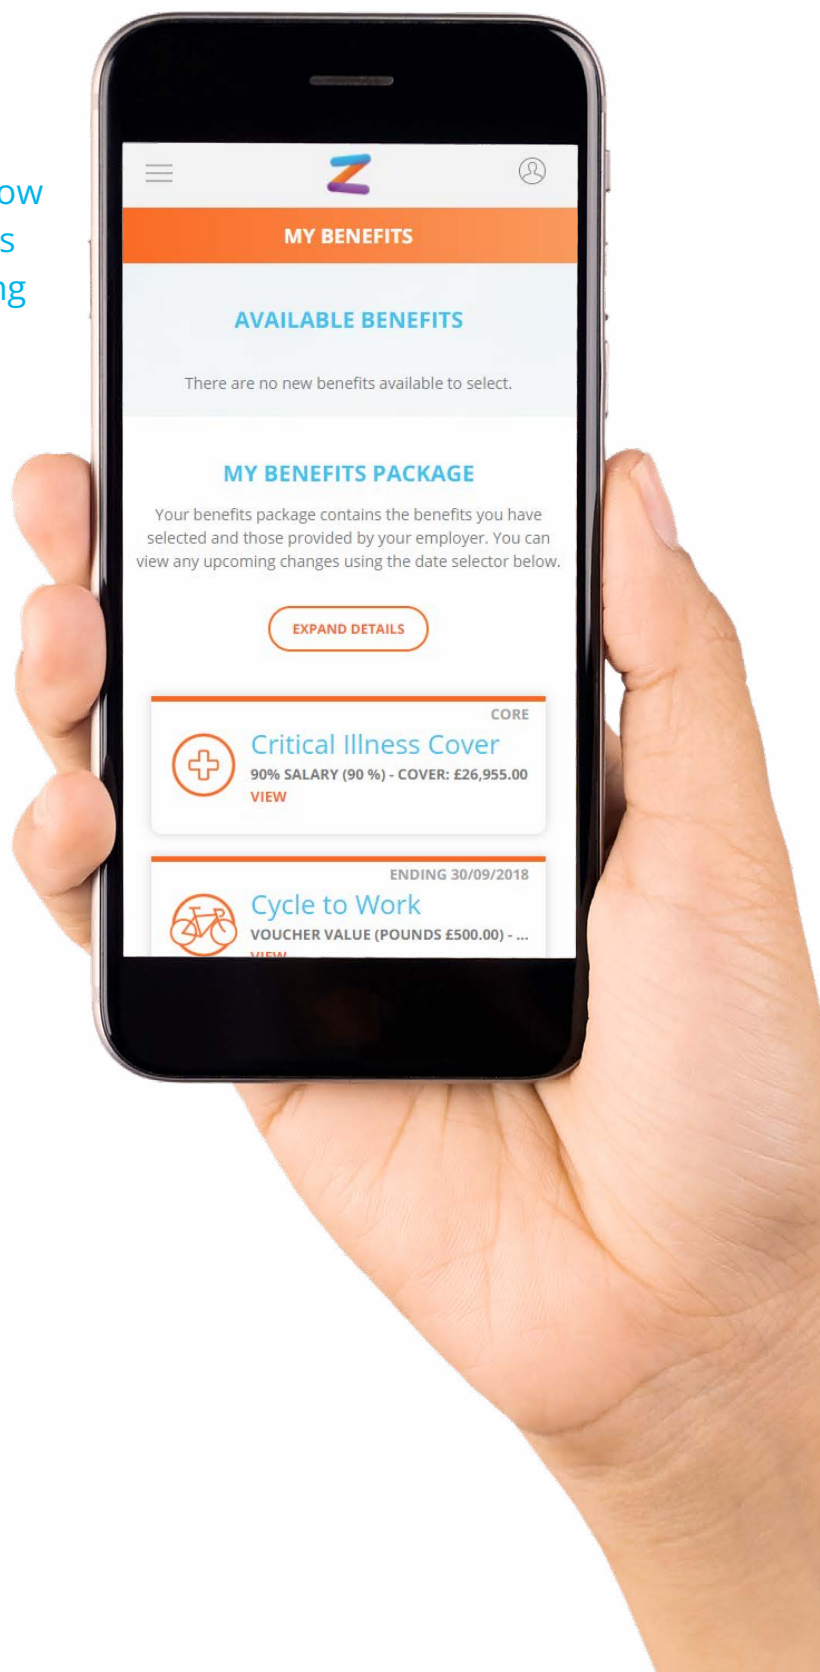 ow
s
ng
Z
MY BENEFITS
AVAILABLE BENEFITS
There are no new benefits available to select.
MY BENEFITS PACKAGE
Your benefits package contains the benefits you have
selected and those provided by your employer. You can
view any upcoming changes using the date selector below.
EXPAND DETAILS
CORE
Critical Illness Cover
90% SALARY (90 %) - COVER: £26,955.00
VIEW
ENDING 30/09/2018
Cycle to Work
VOUCHER VALUE (POUNDS £500.00) - ...
VIEW